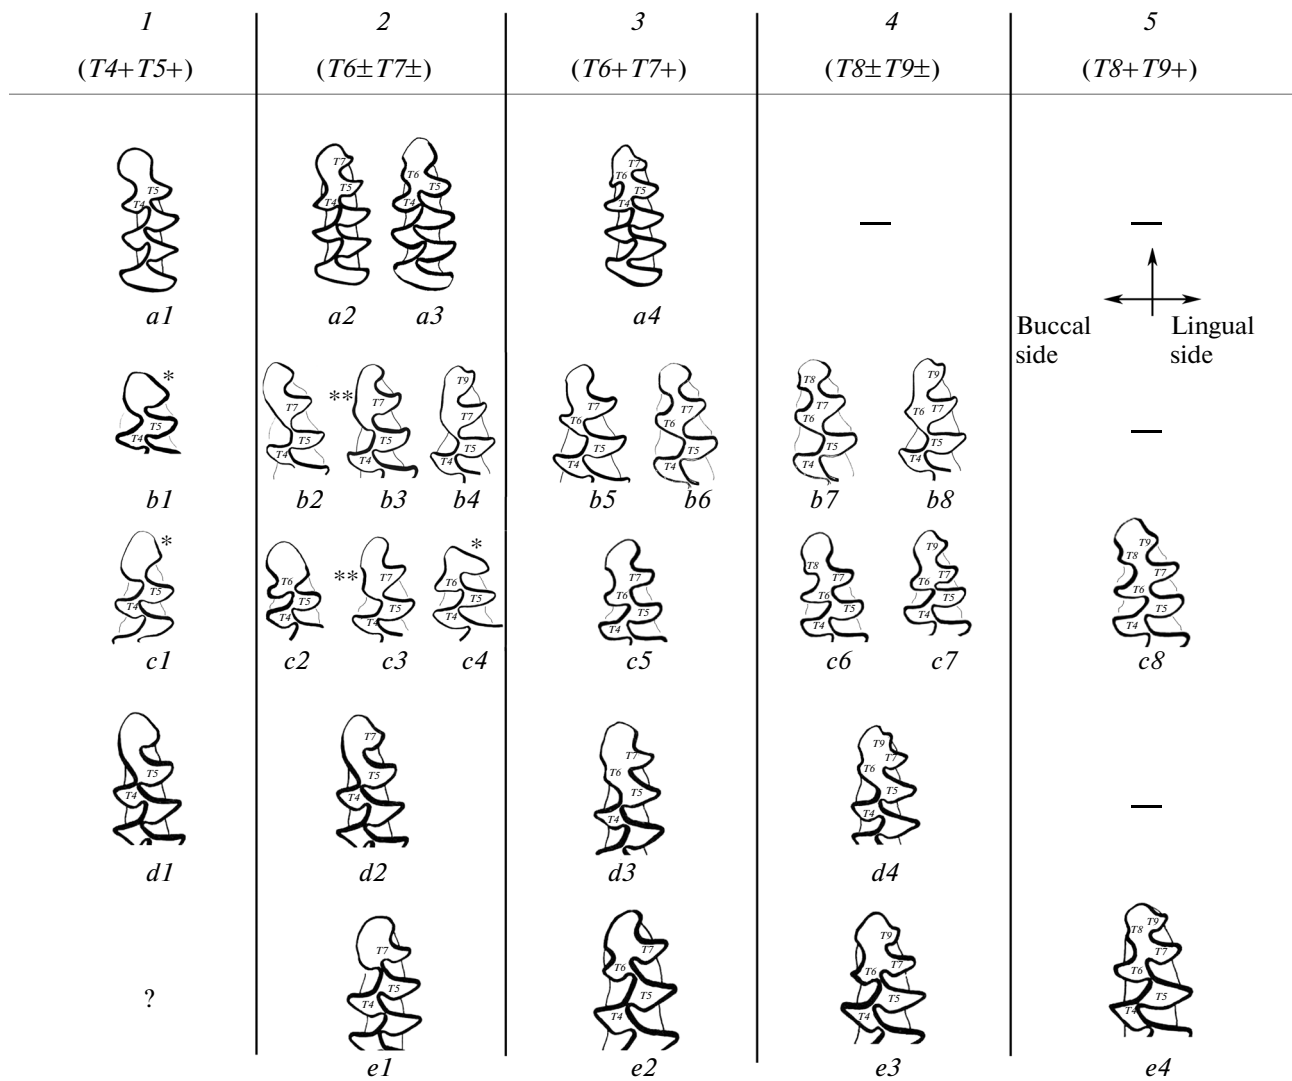 1 2 3 4 5
(T4+T5+) (T6±T7±) (T6+T7+) (T8±T9±) (T8+T9+)
T5 T4
T7 T5 T4
T6 T5 T4
T7 T6 T5 T4
— —
a1 a2 a3 a4
Buccal side
Lingual side
* T5 T4
T7 T5 T4
** T7 T5 T4
T9 T7 T5 T4
T7 T6 T5 T4
T7 T6 T5 T4
T8 T7 T6 T5 T4
T9 T7 T6 T5 T4
—
b1 b2 b3 b4 b5 b6 b7 b8
* T5 T4
T6 T5 T4
** T7 T5 T4
* T6 T5 T4
T7 T6 T5 T4
T8 T7 T6 T5 T4
T9 T7 T6 T5 T4
T9 T8 T7 T6 T5 T4
c1 c2 c3 c4 c5 c6 c7 c8
T5 T4
T7 T5 T4
T7 T6 T5 T4
T9 T7 T6 T5 T4
—
d1 d2 d3 d4
?
T7 T5 T4
T7 T6 T5 T4
T9 T7 T6 T5 T4
T9 T8 T7 T6 T5 T4
e1 e2 e3 e4